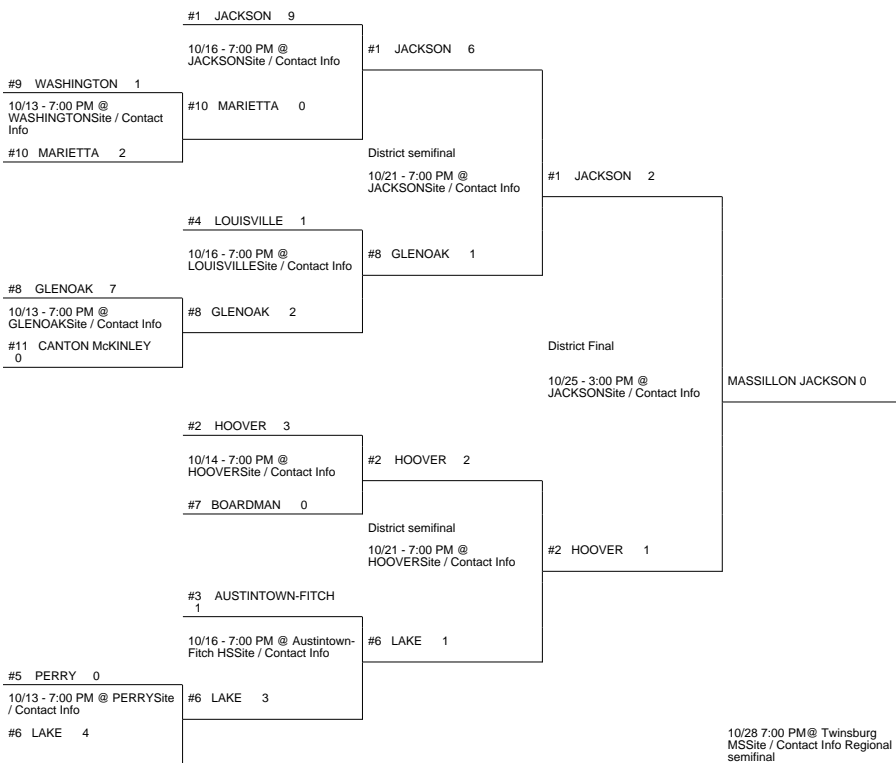 #1 JACKSON 9
10/16 - 7:00 PM @
JACKSONSite / Contact Info
#1 JACKSON 6
#9 WASHINGTON 1
10/13 - 7:00 PM @
WASHINGTONSite / Contact
Info
#10 MARIETTA 0
#10 MARIETTA 2
District semifinal
10/21 - 7:00 PM @
JACKSONSite / Contact Info
#1 JACKSON 2
#4 LOUISVILLE 1
10/16 - 7:00 PM @
LOUISVILLESite / Contact Info
#8 GLENOAK 1
#8 GLENOAK 7
10/13 - 7:00 PM @
GLENOAKSite / Contact Info
#8 GLENOAK 2
#11 CANTON McKINLEY
0
District Final
10/25 - 3:00 PM @
JACKSONSite / Contact Info
MASSILLON JACKSON 0
#2 HOOVER 3
10/14 - 7:00 PM @
HOOVERSite / Contact Info
#2 HOOVER 2
#7 BOARDMAN 0
District semifinal
10/21 - 7:00 PM @
HOOVERSite / Contact Info
#2 HOOVER 1
#3 AUSTINTOWN-FITCH
1
10/16 - 7:00 PM @ Austintown-
Fitch HSSite / Contact Info
#6 LAKE 1
#5 PERRY 0
10/13 - 7:00 PM @ PERRYSite
/ Contact Info
#6 LAKE 3
#6 LAKE 4
10/28 7:00 PM@ Twinsburg
MSSite / Contact Info Regional
semifinal